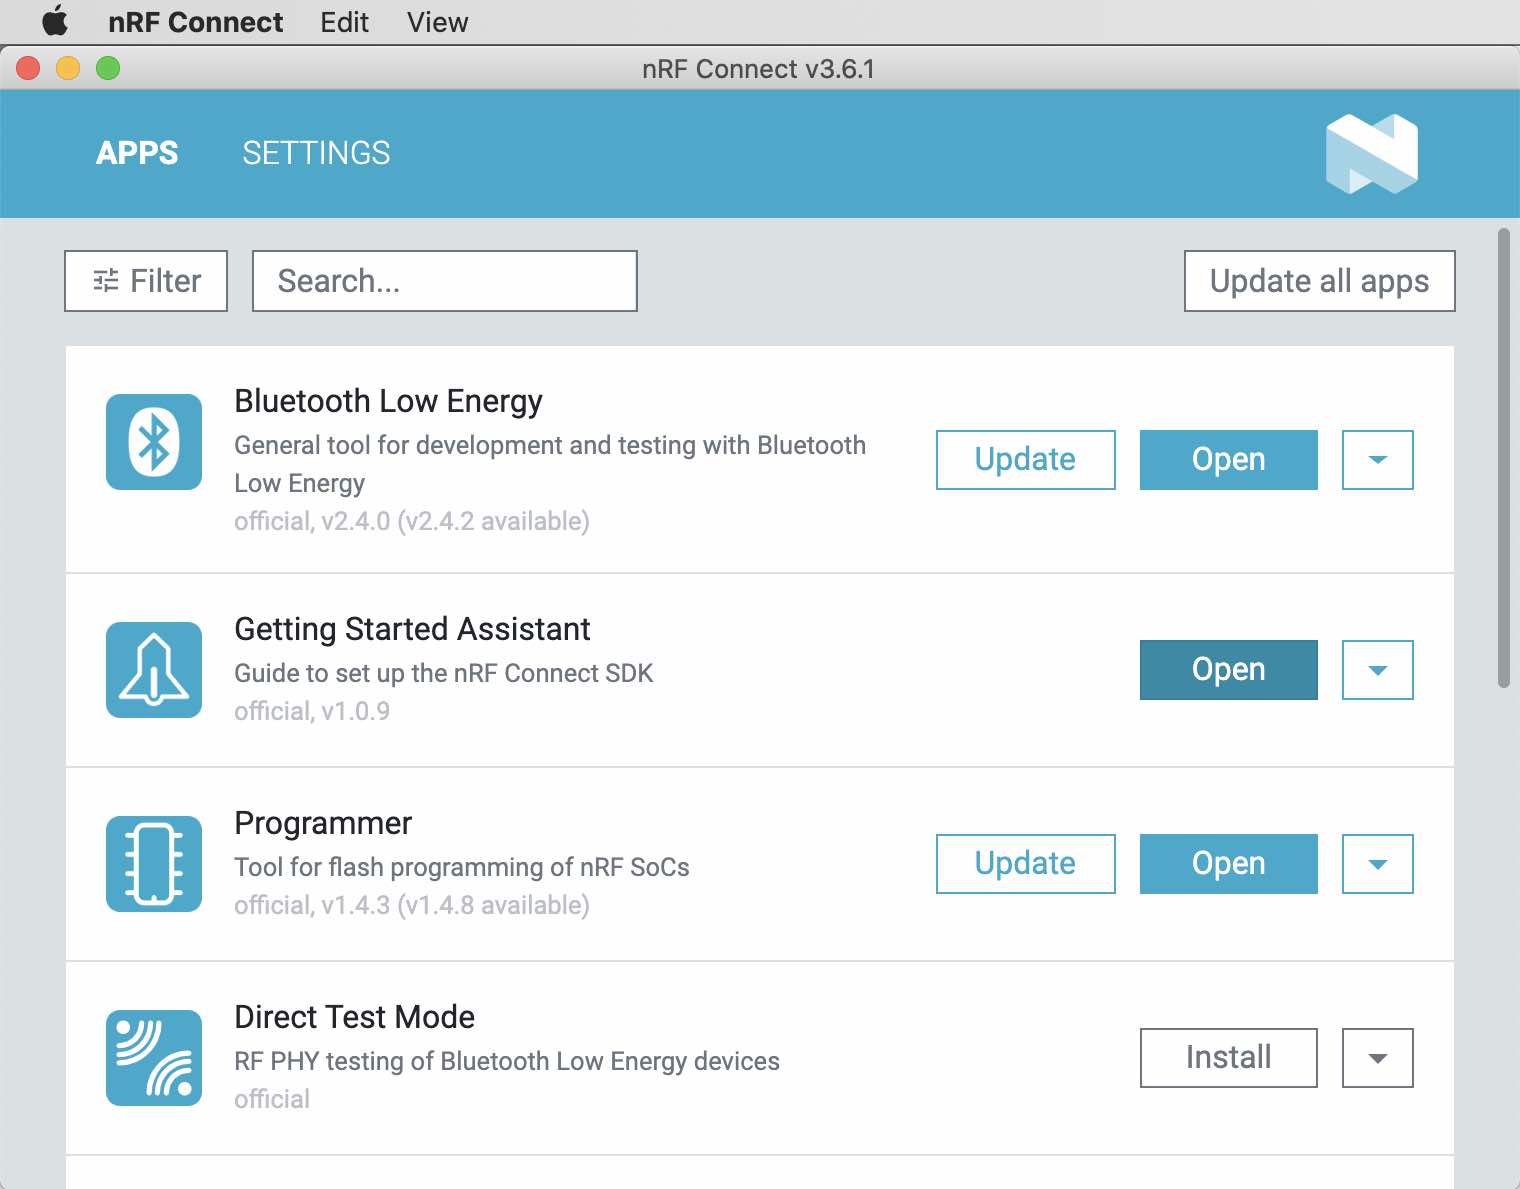 nRF Connect Edit View
nRF Connect v3.6.1
APPS SETTINGS
Filter Search... Update all apps
Bluetooth Low Energy
General tool for development and testing with Bluetooth
Low Energy
official, v2.4.0 (v2.4.2 available)
Update Open
Getting Started Assistant
Guide to set up the nRF Connect SDK
official, v1.0.9
Open
Programmer
Tool for flash programming of nRF SoCs
official, v1.4.3 (v1.4.8 available)
Update Open
Direct Test Mode
RF PHY testing of Bluetooth Low Energy devices
official
Install